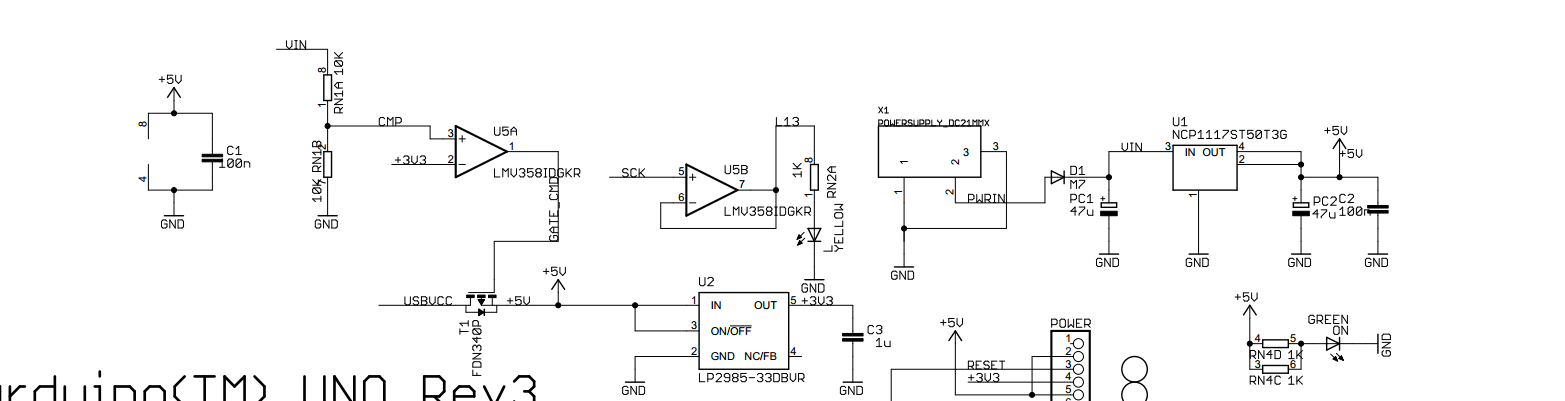 VIN
8
RN1A 10K
1
+5V
8
4
C1
100n
GND
CMP
+3V3
10K RN1B
GND
3
+
2
−
1
U5A
LMV358IDGKR
GATE_CMD
SCK
5
+
6
−
7
U5B
LMV358IDGKR
L13
1K
8
RN2A
1
YELLOW
L
GND
X1
POWERSUPPLY_DC21MMX
1
2
3
3
1
2
PWRIN
GND
D1
M7
VIN
PC1
47u
+
GND
U1
NCP1117ST50T3G
3
IN OUT
4
2
1
GND
+5V
+5V
+
PC2
47u
C2
100n
GND
GND
USBVCC
T1
FDN340P
+5V
+5V
U2
1
IN
OUT
5
+3V3
3
ON/OFF
2
GND
NC/FB
4
LP2985-33DBVR
GND
C3
1u
GND
+5V
POWER
1
2
3
4
5
RESET
+3V3
8
+5V
GREEN
ON
4
5
RN4D 1K
3
6
RN4C 1K
GND
rduino(TM) UNO Rev3